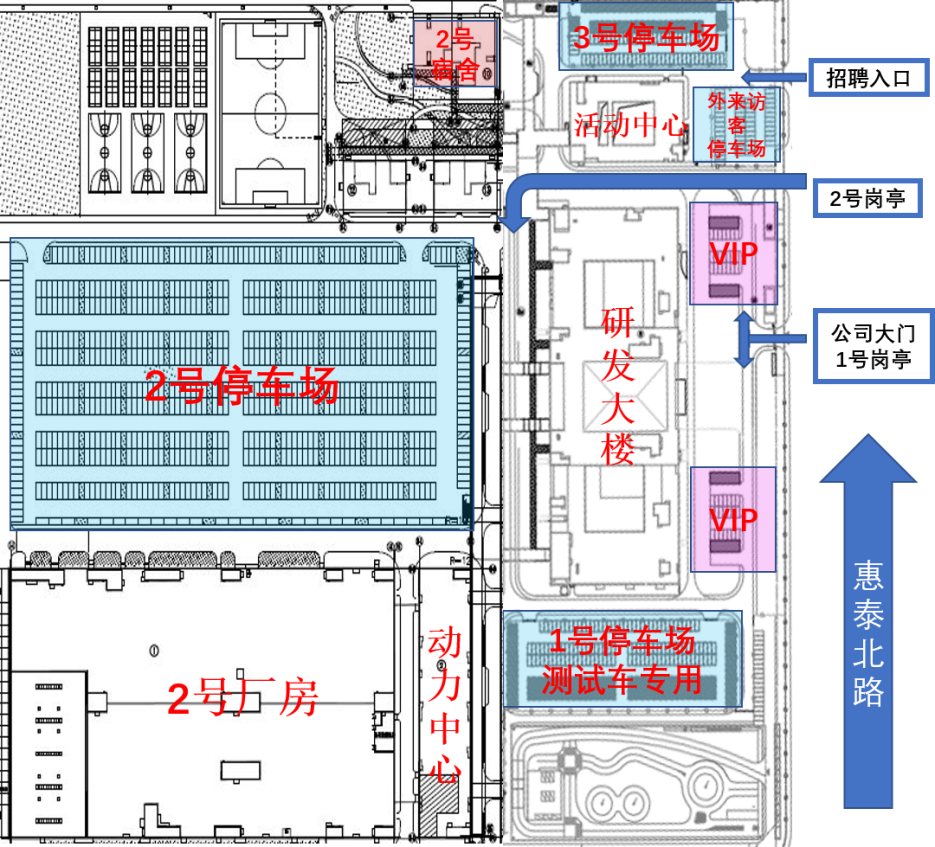 2号
宿舍
3号停车场
招聘入口
外来访
客
停车场
活动中心
2号岗亭
VIP
公司大门
1号岗亭
研发大楼
2号停车场
VIP
惠泰北路
1号停车场
测试车专用
动力中心
2号厂房